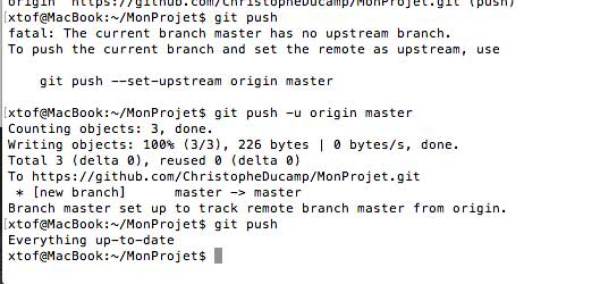 origin  https://github.com/ChristopheDucamp/MonProjet.git (push)
[xtof@MacBook:~/MonProjet$ git push
fatal: The current branch master has no upstream branch.
To push the current branch and set the remote as upstream, use

    git push --set-upstream origin master

[xtof@MacBook:~/MonProjet$ git push -u origin master
Counting objects: 3, done.
Writing objects: 100% (3/3), 226 bytes | 0 bytes/s, done.
Total 3 (delta 0), reused 0 (delta 0)
To https://github.com/ChristopheDucamp/MonProjet.git
 * [new branch]      master -> master
Branch master set up to track remote branch master from origin.
[xtof@MacBook:~/MonProjet$ git push
Everything up-to-date
xtof@MacBook:~/MonProjet$